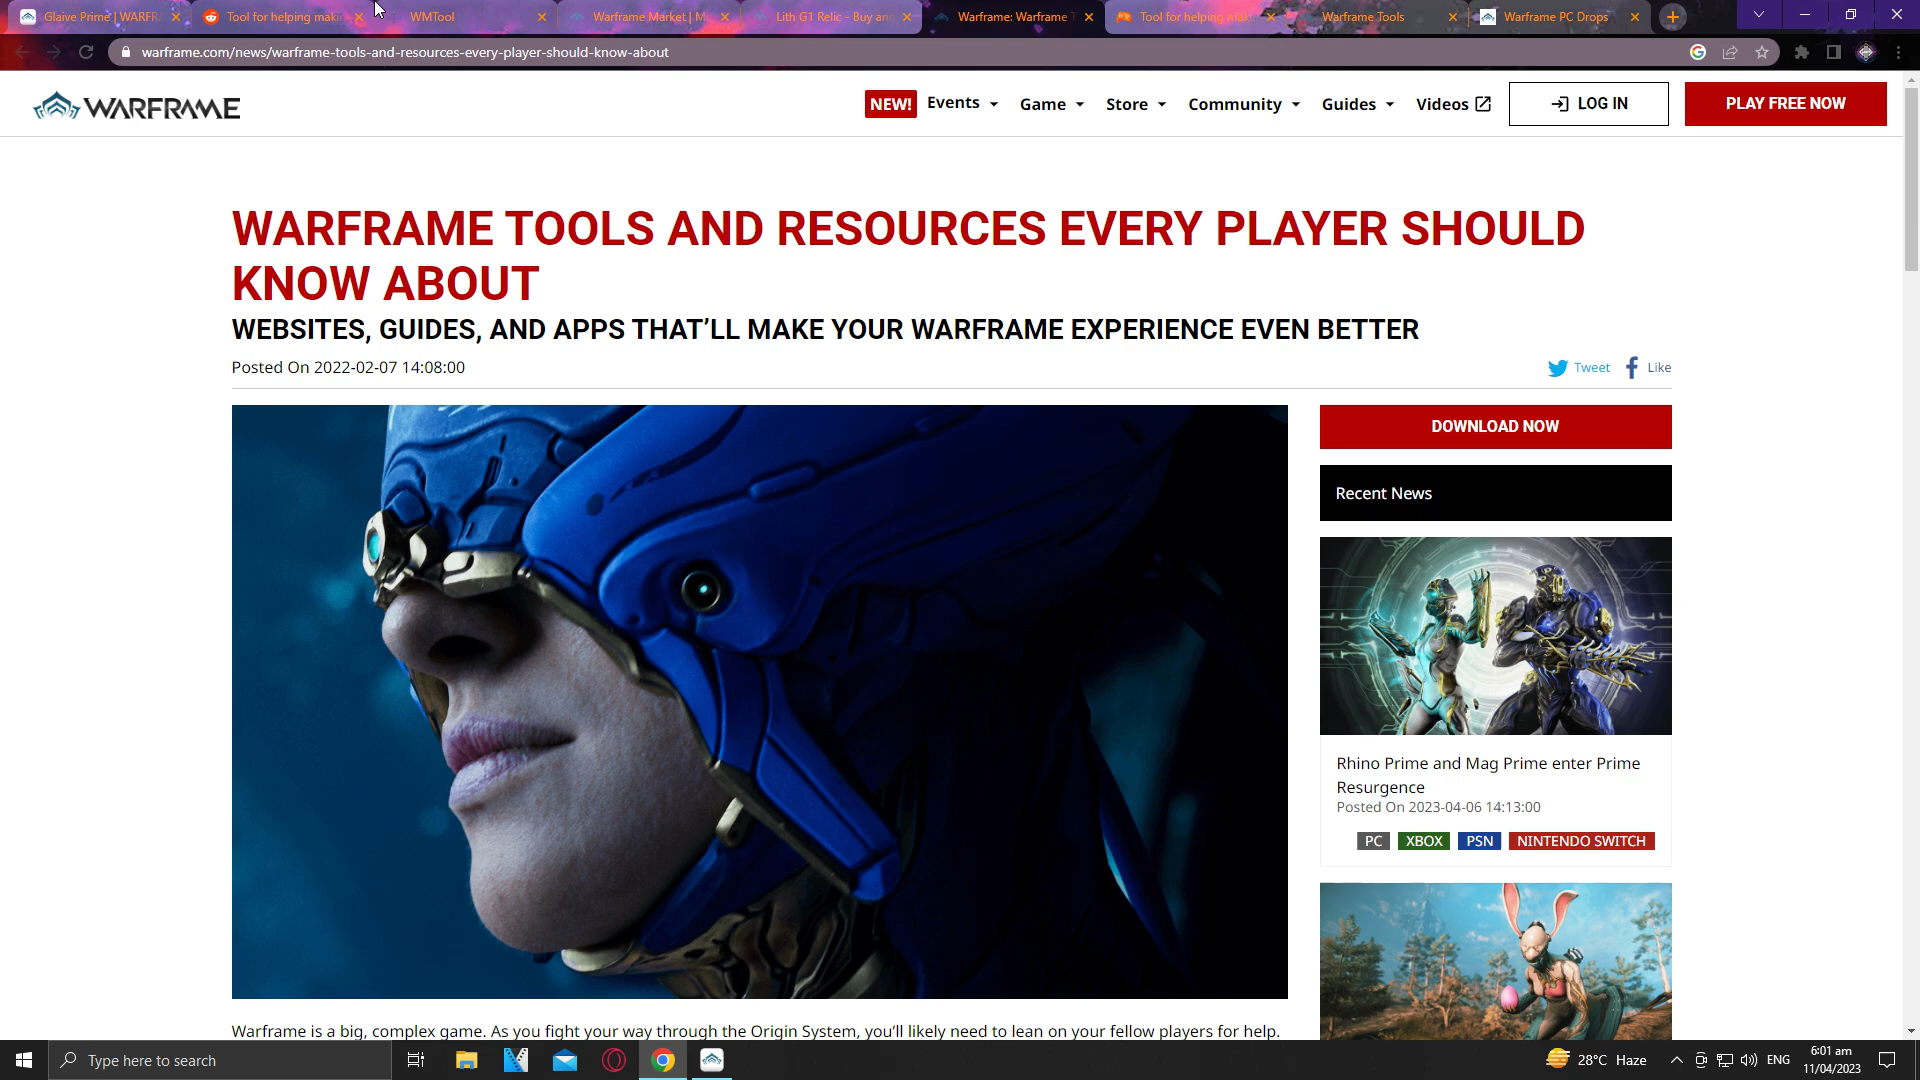 Glaive Prime | WARFR
Tool for helping makin
WMTool
Warframe Market | M
Lith G1 Relic - Buy an
Warframe: Warframe T
Tool for helping maki
Warframe Tools
Warframe PC Drops
warframe.com/news/warframe-tools-and-resources-every-player-should-know-about
WARFRAME
NEW! Events Game Store Community Guides Videos LOG IN PLAY FREE NOW
WARFRAME TOOLS AND RESOURCES EVERY PLAYER SHOULD
KNOW ABOUT
WEBSITES, GUIDES, AND APPS THAT’LL MAKE YOUR WARFRAME EXPERIENCE EVEN BETTER
Posted On 2022-02-07 14:08:00
Tweet Like
DOWNLOAD NOW
Recent News
Rhino Prime and Mag Prime enter Prime
Resurgence
Posted On 2023-04-06 14:13:00
PC XBOX PSN NINTENDO SWITCH
Warframe is a big, complex game. As you fight your way through the Origin System, you’ll likely need to lean on your fellow players for help.
Type here to search
28°C Haze
ENG
6:01 am
11/04/2023